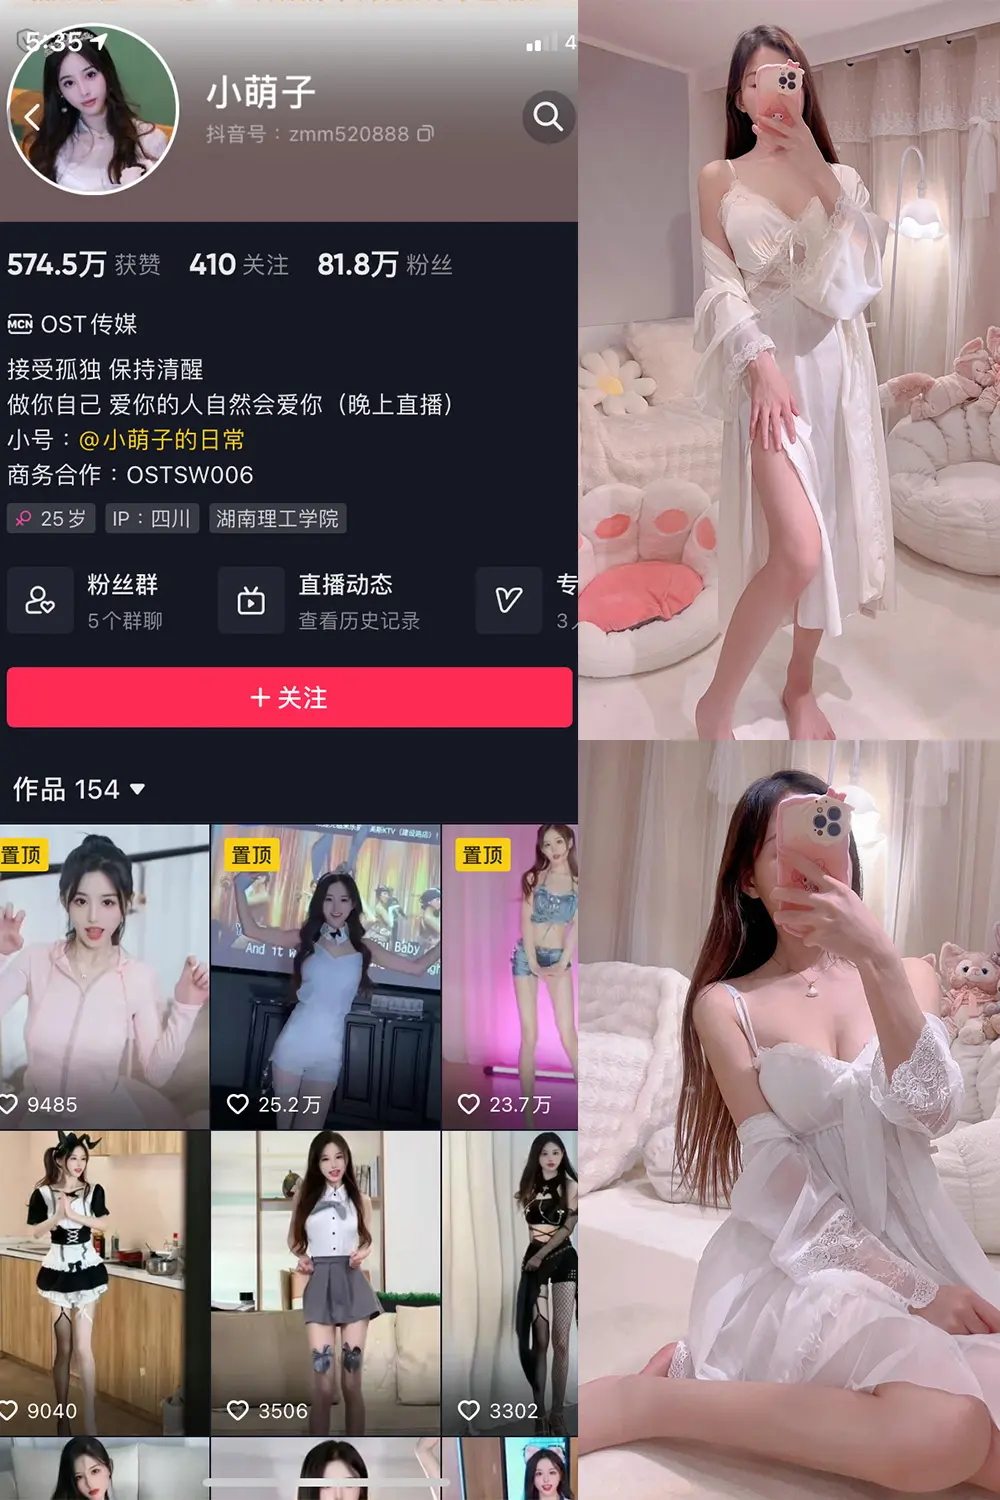 5:35
4
小萌子
抖音号：zmm520888
574.5万 获赞 410 关注 81.8万 粉丝
MCN OST传媒
接受孤独 保持清醒
做你自己 爱你的人自然会爱你（晚上直播）
小号：@小萌子的日常
商务合作：OSTSW006
25岁 IP：四川 湖南理工学院
粉丝群 直播动态 专
5个群聊 查看历史记录 3
+ 关注
作品 154
置顶 置顶 置顶
And it
Baby
9485 25.2万 23.7万
9040 3506 3302